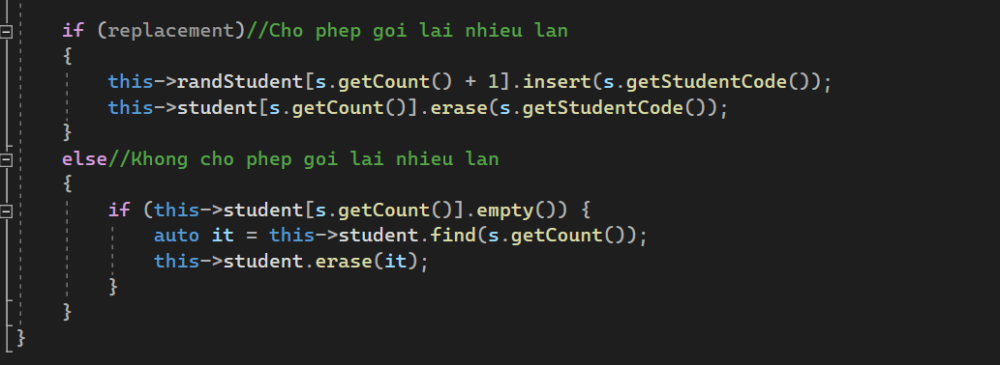 if (replacement)//Cho phep goi lai nhieu lan
{
this->randStudent[s.getCount() + 1].insert(s.getStudentCode());
this->student[s.getCount()].erase(s.getStudentCode());
}
else//Khong cho phep goi lai nhieu lan
{
if (this->student[s.getCount()].empty()) {
auto it = this->student.find(s.getCount());
this->student.erase(it);
}
}
}